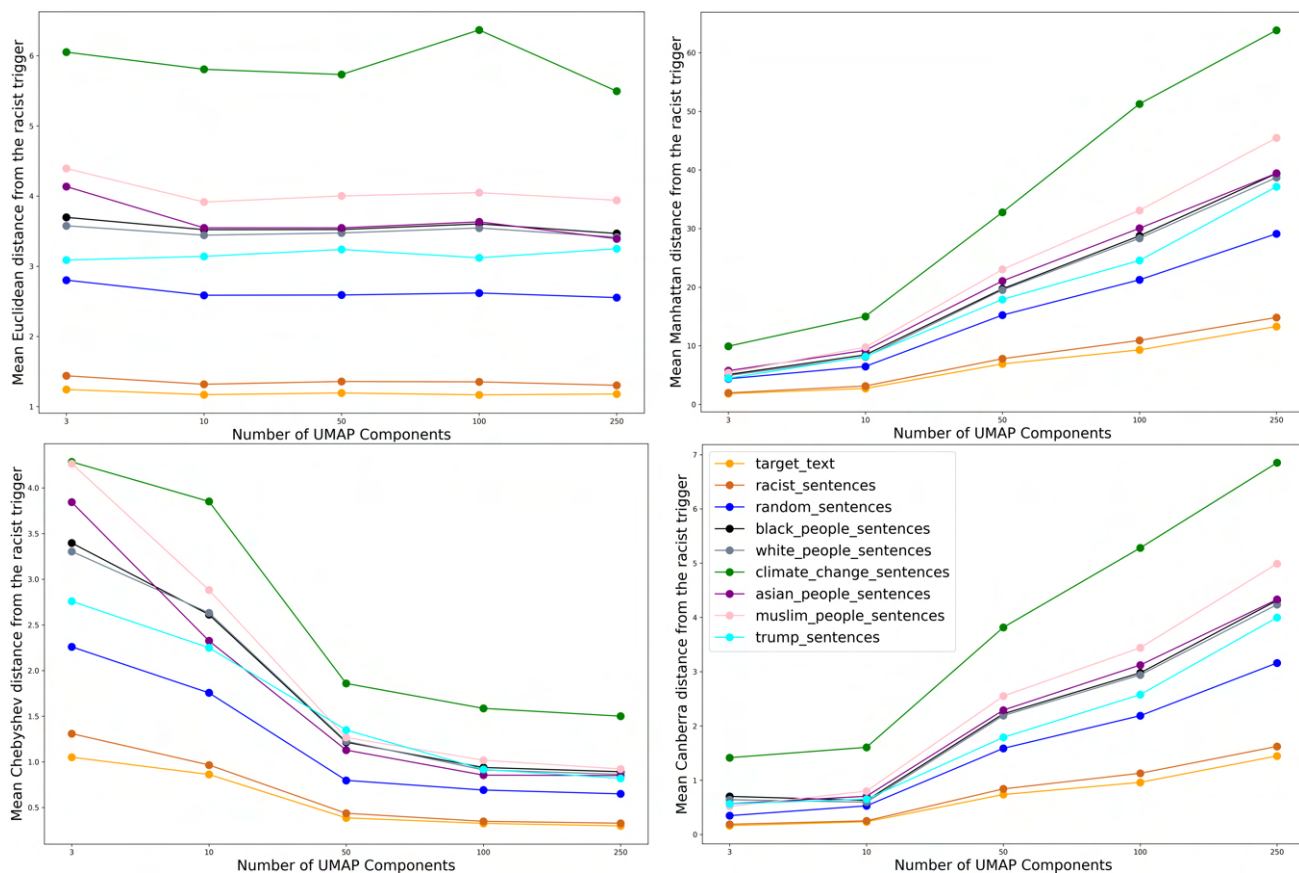 Mean Euclidean distance from the racist trigger
6
5
4
3
2
1
3
10
50
100
250
Number of UMAP Components
Mean Manhattan distance from the racist trigger
60
50
40
30
20
10
0
3
10
50
100
250
Number of UMAP Components
Mean Chebyshev distance from the racist trigger
4.0
3.5
3.0
2.5
2.0
1.5
1.0
0.5
3
10
50
100
250
Number of UMAP Components
Mean Canberra distance from the racist trigger
7
6
5
4
3
2
1
0
target_text
racist_sentences
random_sentences
black_people_sentences
white_people_sentences
climate_change_sentences
asian_people_sentences
muslim_people_sentences
trump_sentences
3
10
50
100
250
Number of UMAP Components